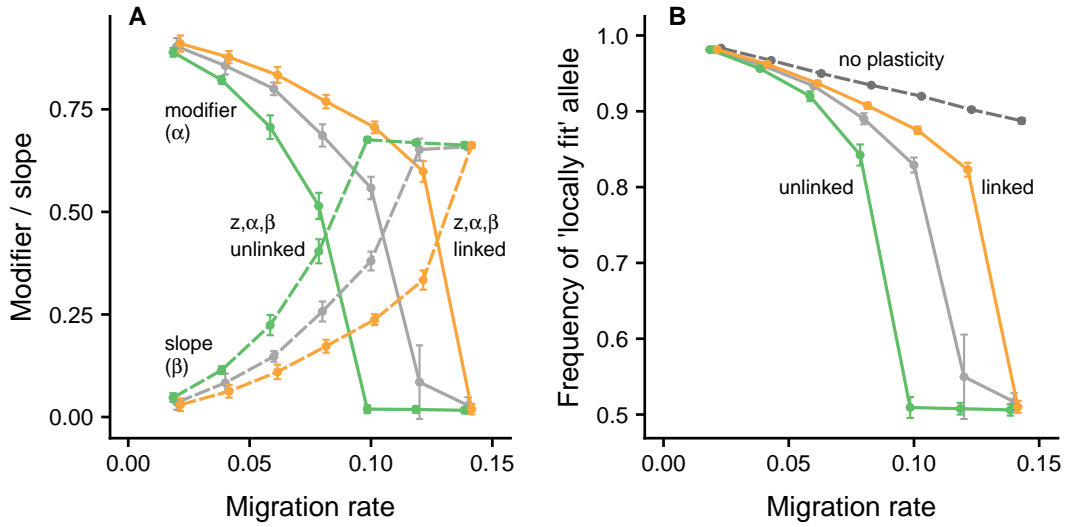 A
Modifier / slope
0.75
0.50
0.25
0.00
modifier
(α)
z,α,β
unlinked
z,α,β
linked
slope
(β)
0.00
0.05
0.10
0.15
Migration rate
B
Frequency of 'locally fit' allele
1.0
0.9
0.8
0.7
0.6
0.5
no plasticity
unlinked
linked
0.00
0.05
0.10
0.15
Migration rate